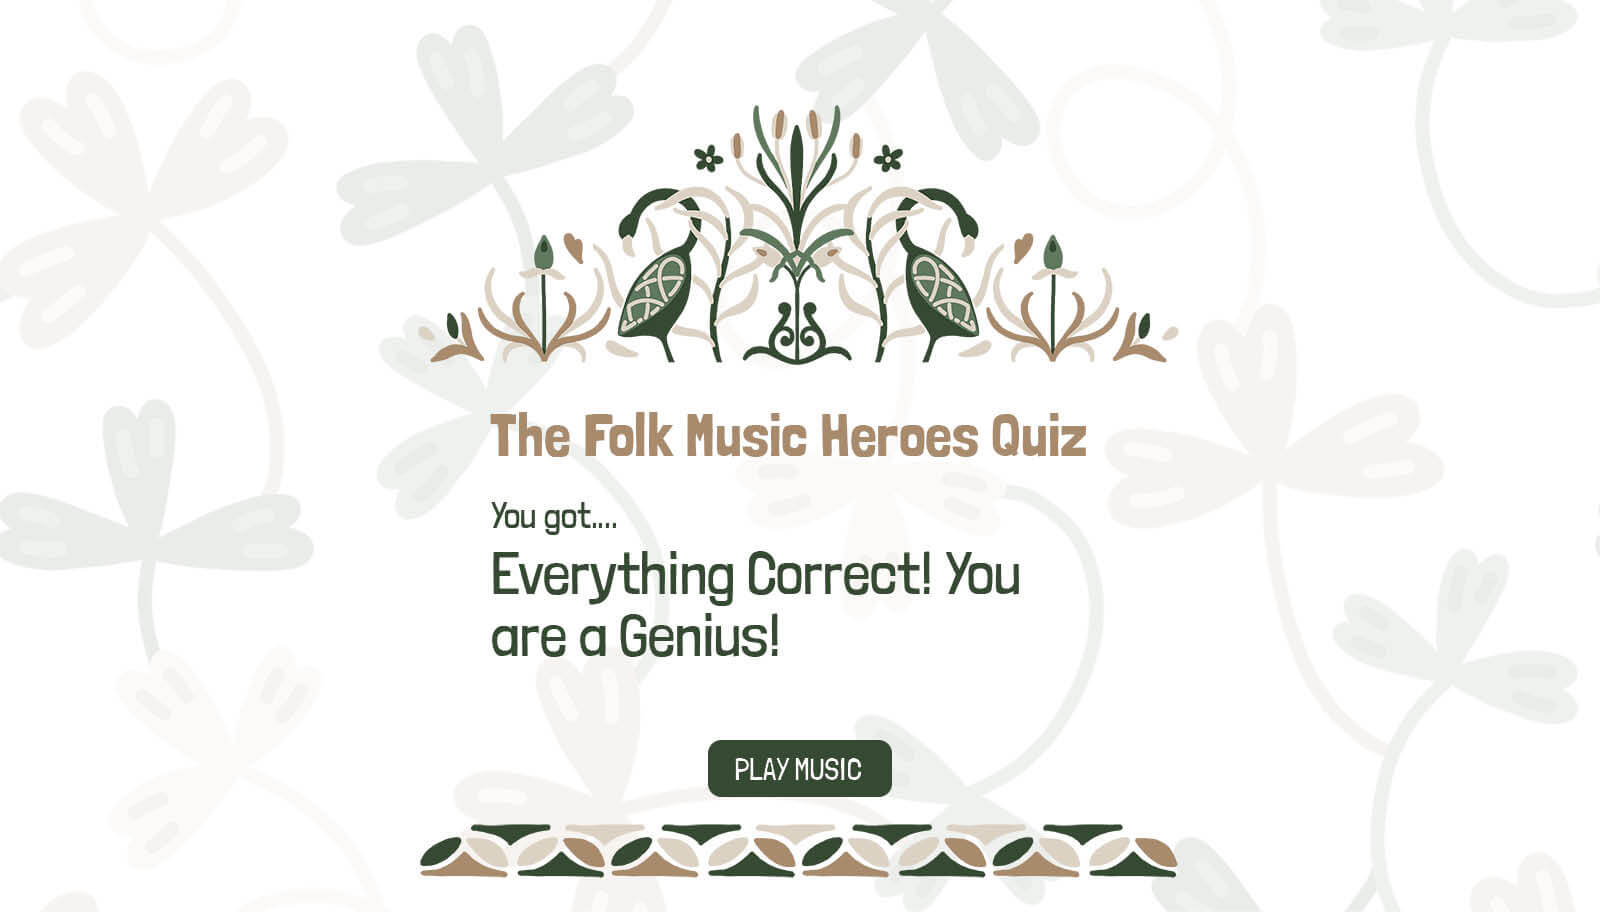 The Folk Music Heroes Quiz
You got....
Everything Correct! You
are a Genius!
PLAY MUSIC